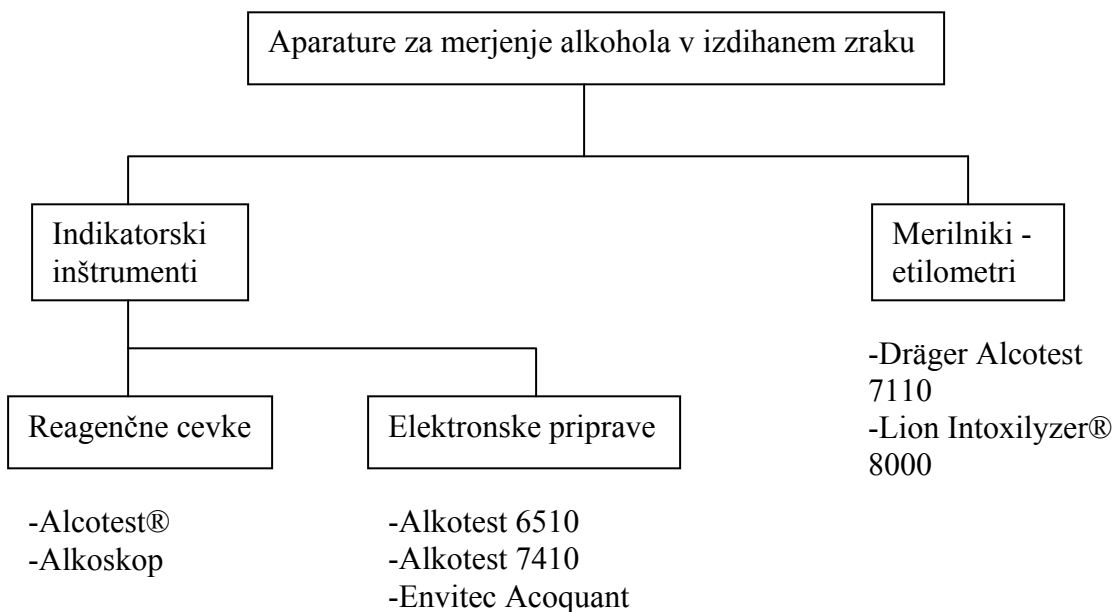 Aparature za merjenje alkohola v izdihanem zraku
Indikatorski
inštrumenti
Merilniki -
etilometri
-Dräger Alcotest
7110
-Lion Intoxilyzer®
8000
Reagenčne cevke
-Alcotest®
-Alkoskop
Elektronske priprave
-Alkotest 6510
-Alkotest 7410
-Envitec Acoquant